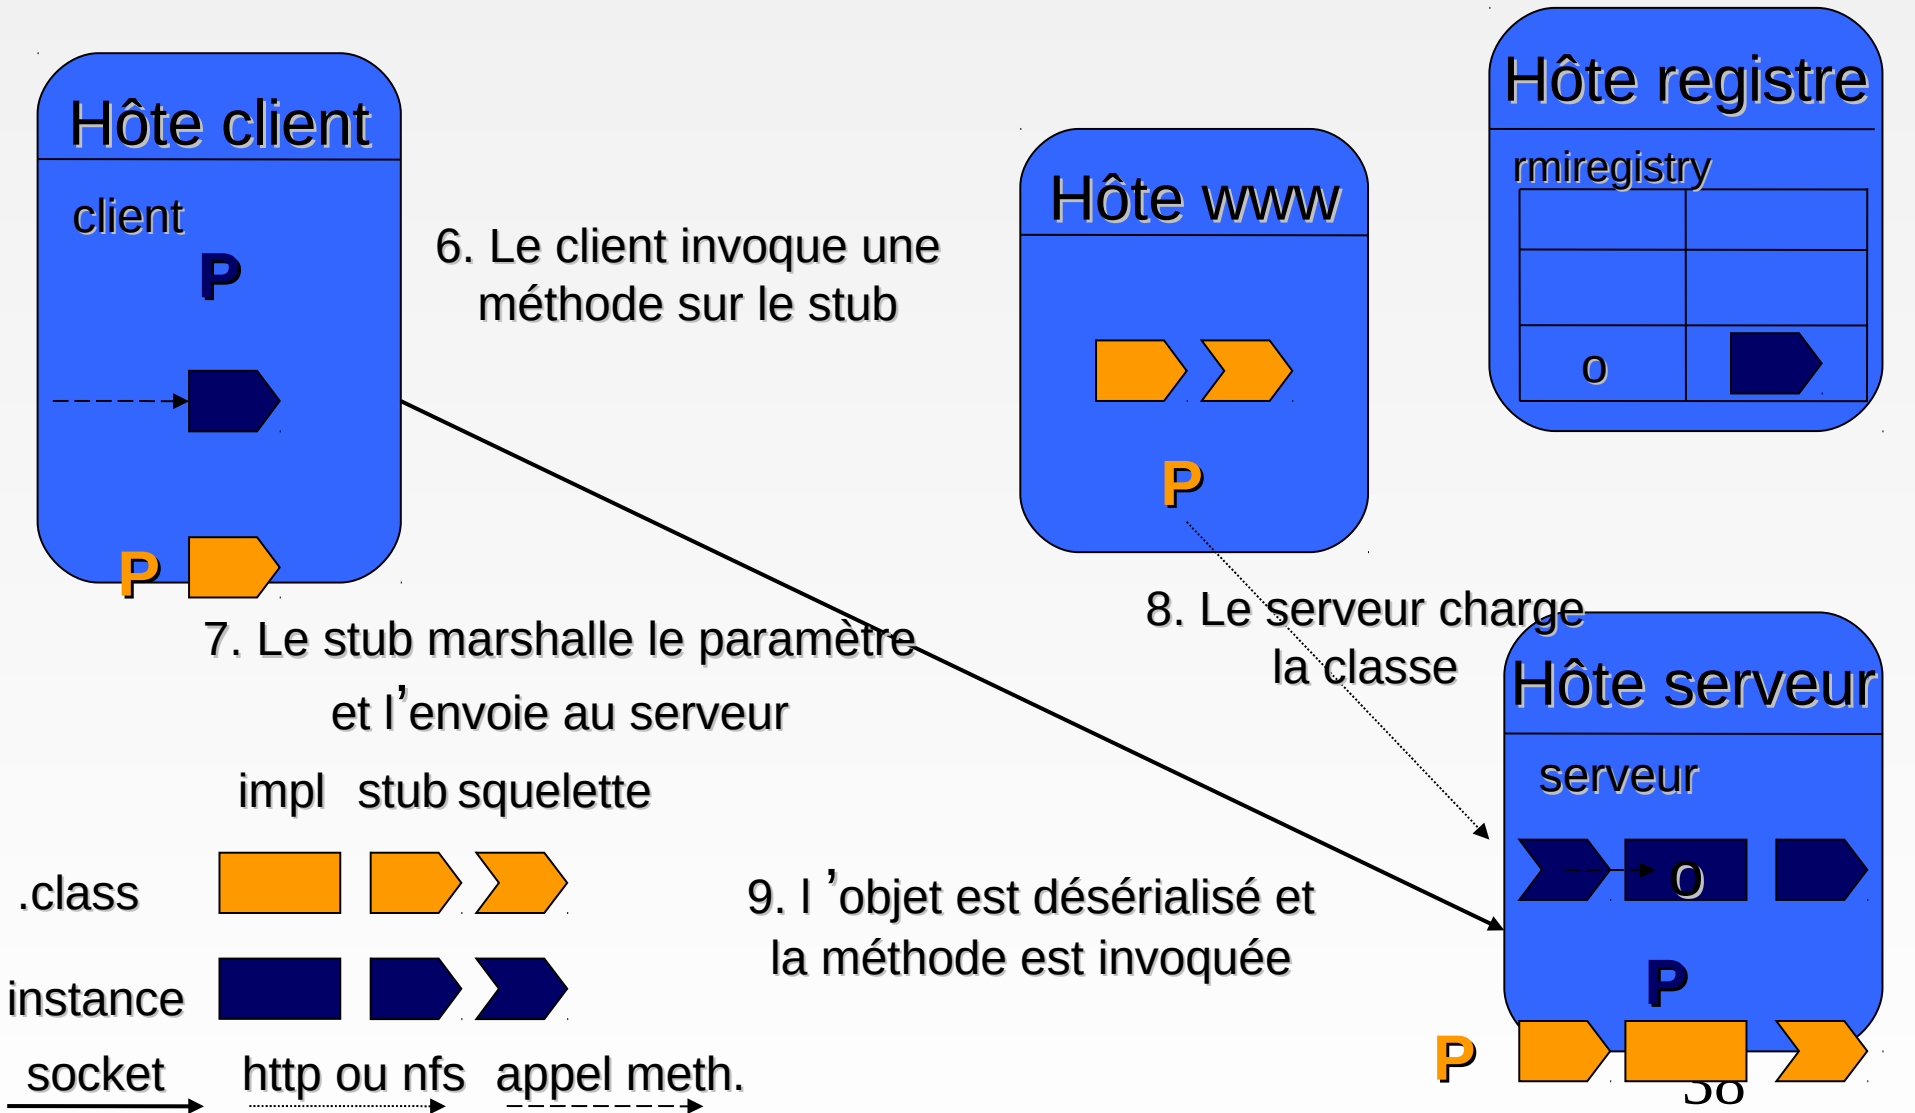 Hôte client
client
P
P
6. Le client invoque une
méthode sur le stub
Hôte www
P
Hôte registre
rmiregistry
o
7. Le stub marshalle le paramètre
et l’envoie au serveur
8. Le serveur charge
la classe
Hôte serveur
serveur
o
P
P
9. l ’objet est désérialisé et
la méthode est invoquée
impl stub squelette
.class
instance
socket http ou nfs appel meth.
38